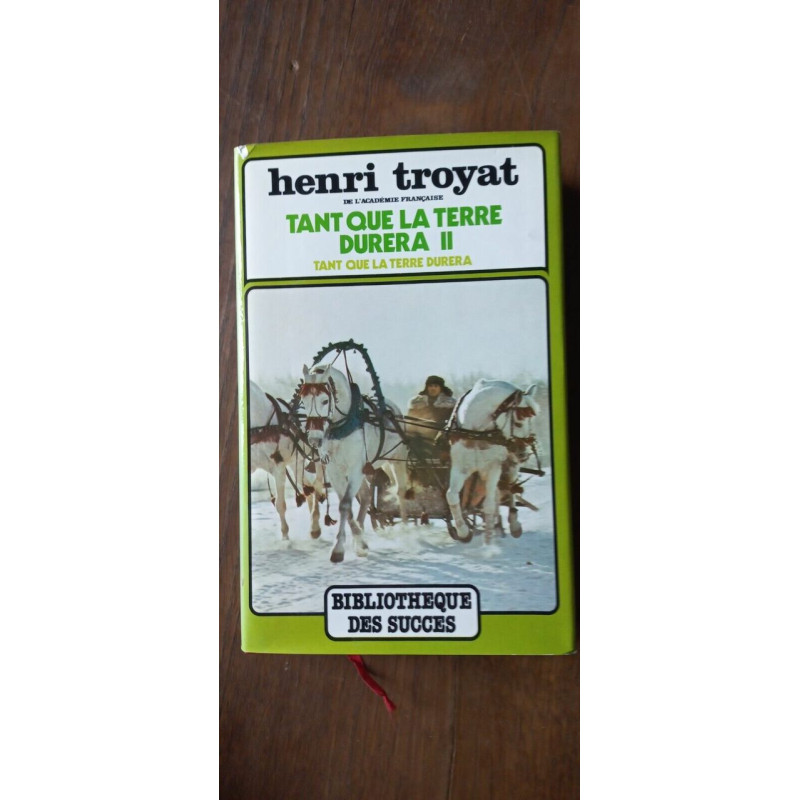 henri troyat
DE L'ACADÉMIE FRANÇAISE
TANT QUE LA TERRE
DURERA II
TANT QUE LA TERRE DURERA
BIBLIOTHEQUE
DES SUCCES